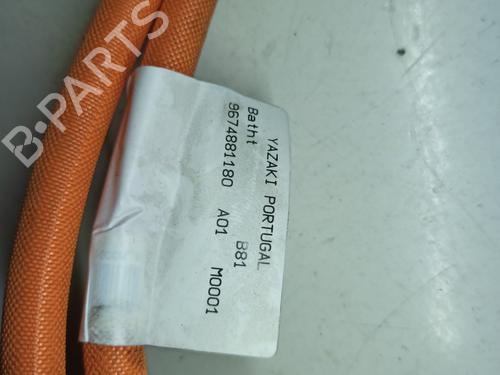 YAZAKI PORTUGAL
Batht B81
9674881180 A01 M0001
B-PARTS